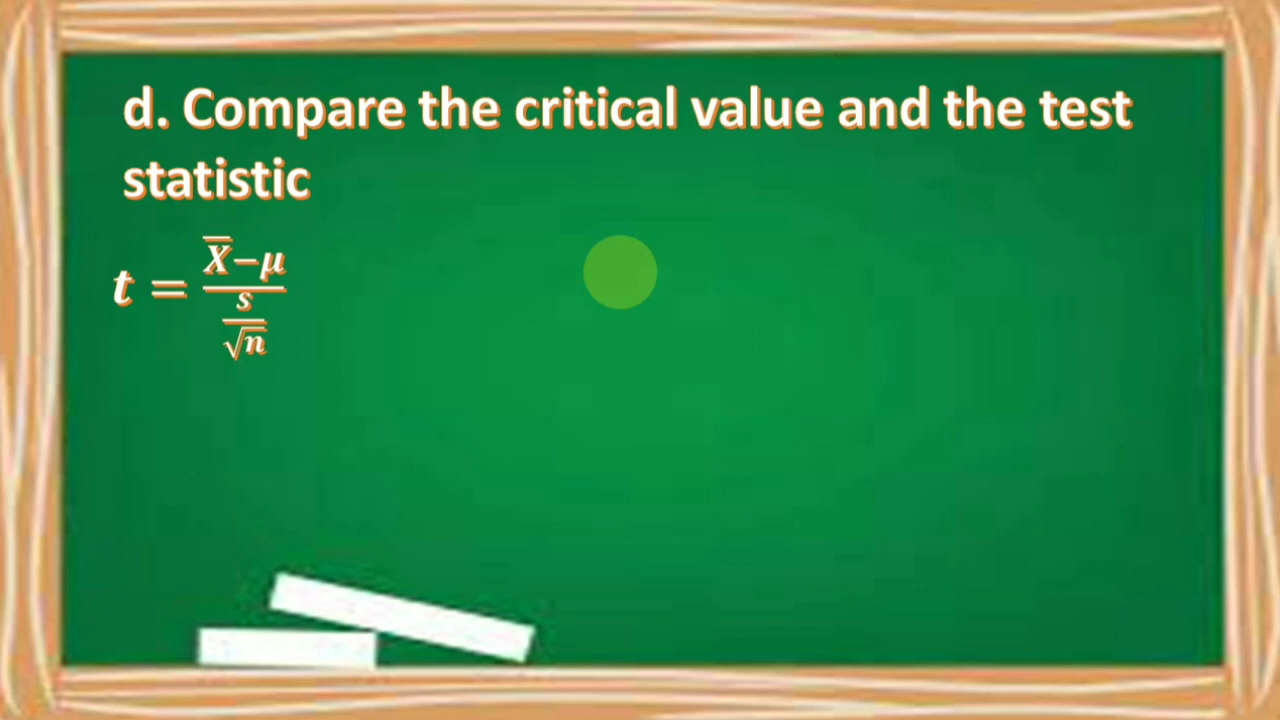 d. Compare the critical value and the test
statistic
t = (X̅−μ)/(s/√n)